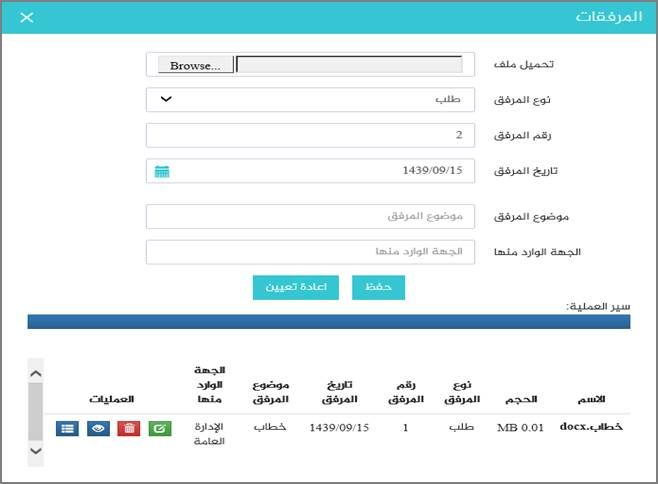 المرفقات
تحميل ملف Browse...
نوع المرفق طلب
رقم المرفق 2
تاريخ المرفق 1439/09/15
موضوع المرفق موضوع المرفق
الجهة الوارد منها الجهة الوارد منها
حفظ اعادة تعيين
سير العملية:
الاسم الحجم نوع المرفق رقم المرفق تاريخ المرفق موضوع المرفق الجهة الوارد منها العمليات
خطاب.docx 0.01 MB طلب 1 1439/09/15 خطاب الإدارة العامة